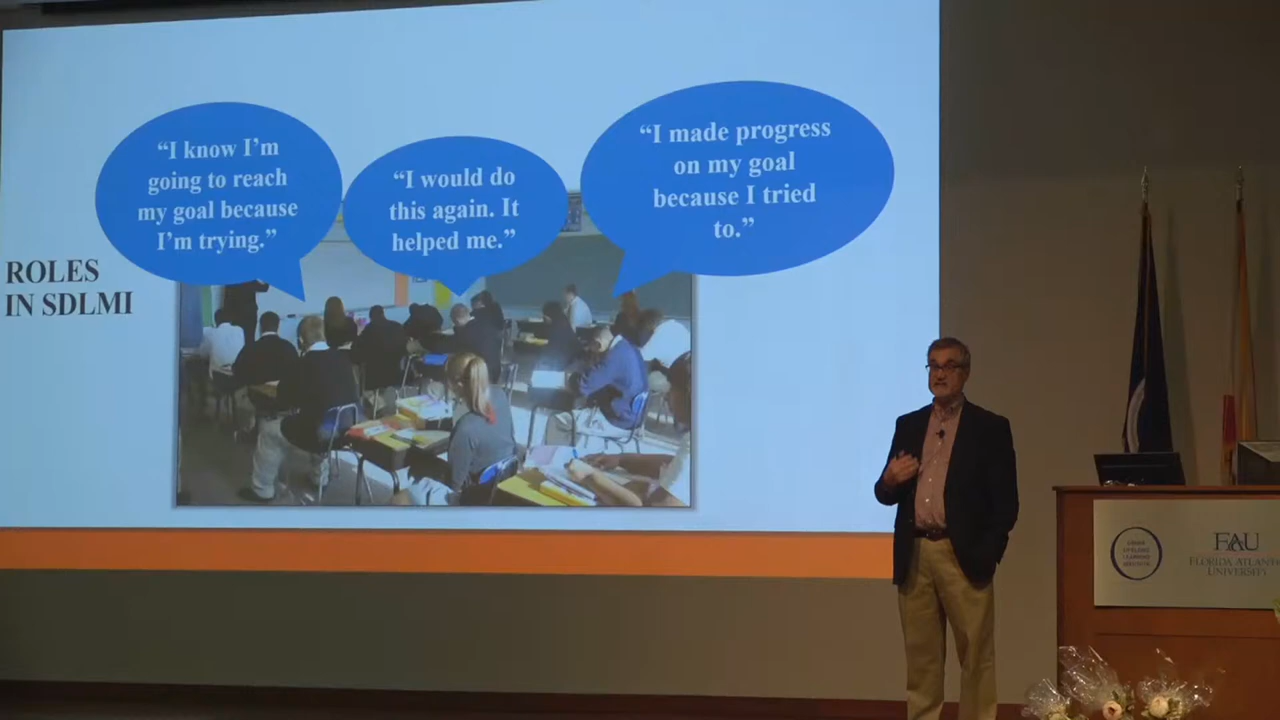 “I know I’m
going to reach
my goal because
I’m trying.”
“I would do
this again. It
helped me.”
“I made progress
on my goal
because I tried
to.”
ROLES
IN SDLMI
FAU
FLORIDA ATLANTIC
UNIVERSITY